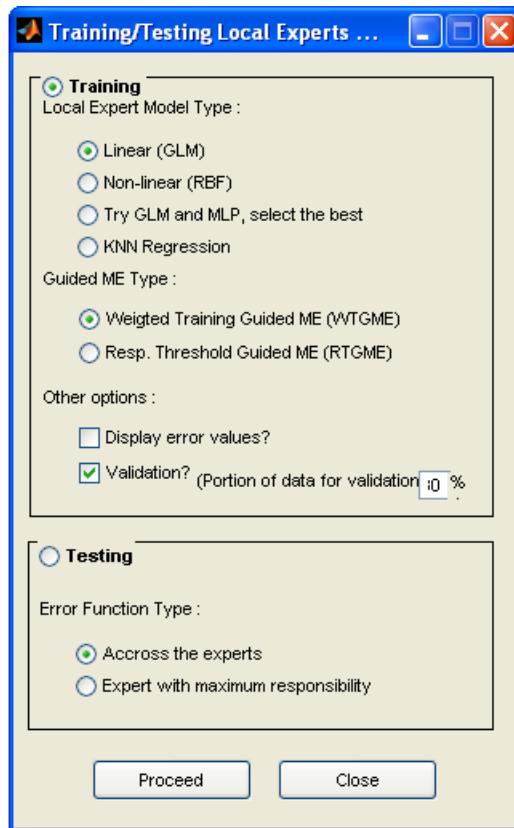 Training/Testing Local Experts ...
Training
Local Expert Model Type :
Linear (GLM)
Non-linear (RBF)
Try GLM and MLP, select the best
KNN Regression
Guided ME Type :
Weigted Training Guided ME (WTGME)
Resp. Threshold Guided ME (RTGME)
Other options :
Display error values?
Validation? (Portion of data for validation %
Testing
Error Function Type :
Accross the experts
Expert with maximum responsibility
Proceed Close